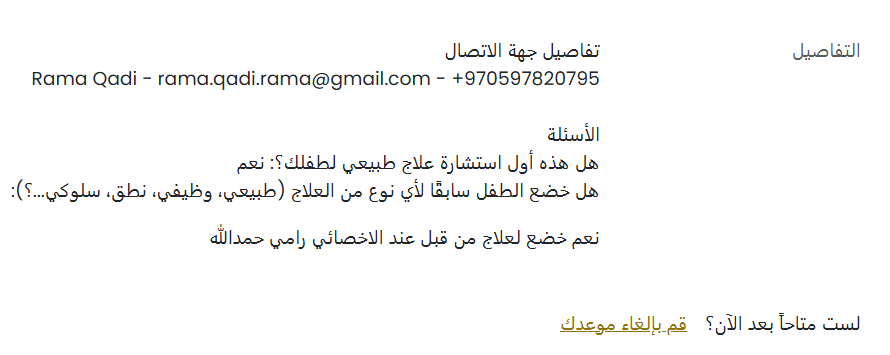 التفاصيل
تفاصيل جهة الاتصال
Rama Qadi - rama.qadi.rama@gmail.com - +970597820795
الأسئلة
هل هذه أول استشارة علاج طبيعي لطفلك؟: نعم
هل خضع الطفل سابقًا لأي نوع من العلاج (طبيعي، وظيفي، نطق، سلوكي...؟):
نعم خضع لعلاج من قبل عند الاخصائي رامي حمدالله
لست متاحاً بعد الآن؟ قم بإلغاء موعدك